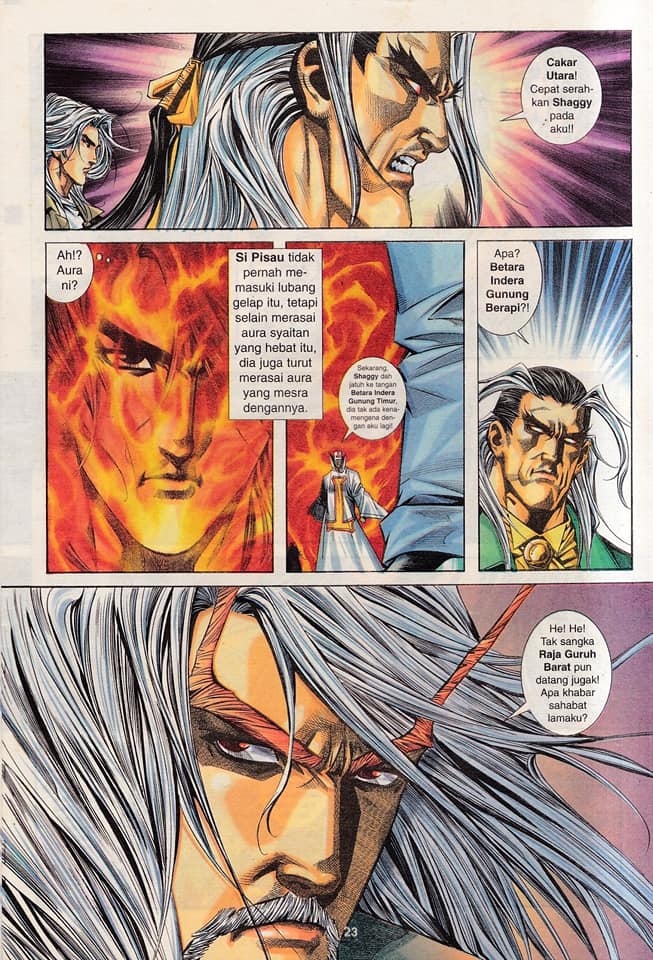 Cakar
Utara!
Cepat serah-
kan Shaggy
pada
aku!!
Ah!?
Aura
ni?
Si Pisau tidak
pernah me-
masuki lubang
gelap itu, tetapi
selain merasai
aura syaitan
yang hebat itu,
dia juga turut
merasai aura
yang mesra
dengannya.
Sekarang,
Shaggy dah
jatuh ke tangan
Betara Indera
Gunung Timur,
dia tak ada kena-
mengena den-
gan aku lagi!
Apa?
Betara
Indera
Gunung
Berapi?!
He! He!
Tak sangka
Raja Guruh
Barat pun
datang jugak!
Apa khabar
sahabat
lamaku?
23